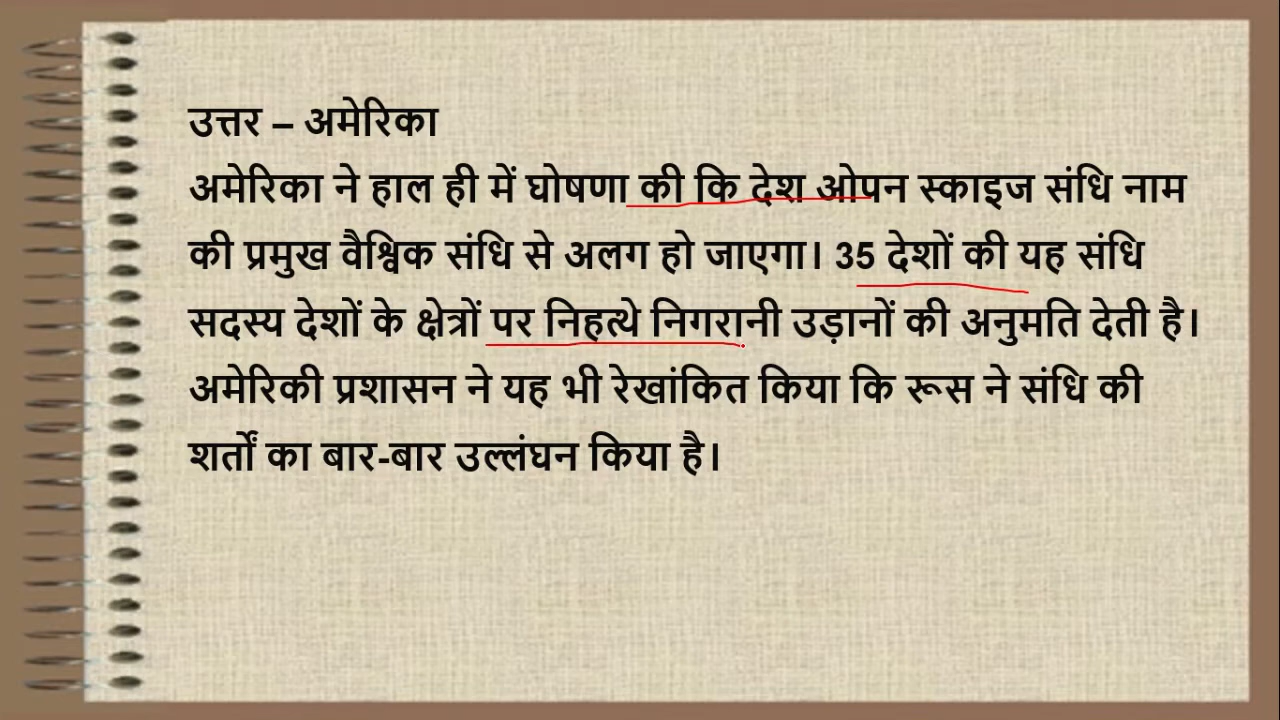 उत्तर – अमेरिका
अमेरिका ने हाल ही में घोषणा की कि देश ओपन स्काइज संधि नाम
की प्रमुख वैश्विक संधि से अलग हो जाएगा। 35 देशों की यह संधि
सदस्य देशों के क्षेत्रों पर निहत्थे निगरानी उड़ानों की अनुमति देती है।
अमेरिकी प्रशासन ने यह भी रेखांकित किया कि रूस ने संधि की
शर्तों का बार-बार उल्लंघन किया है।